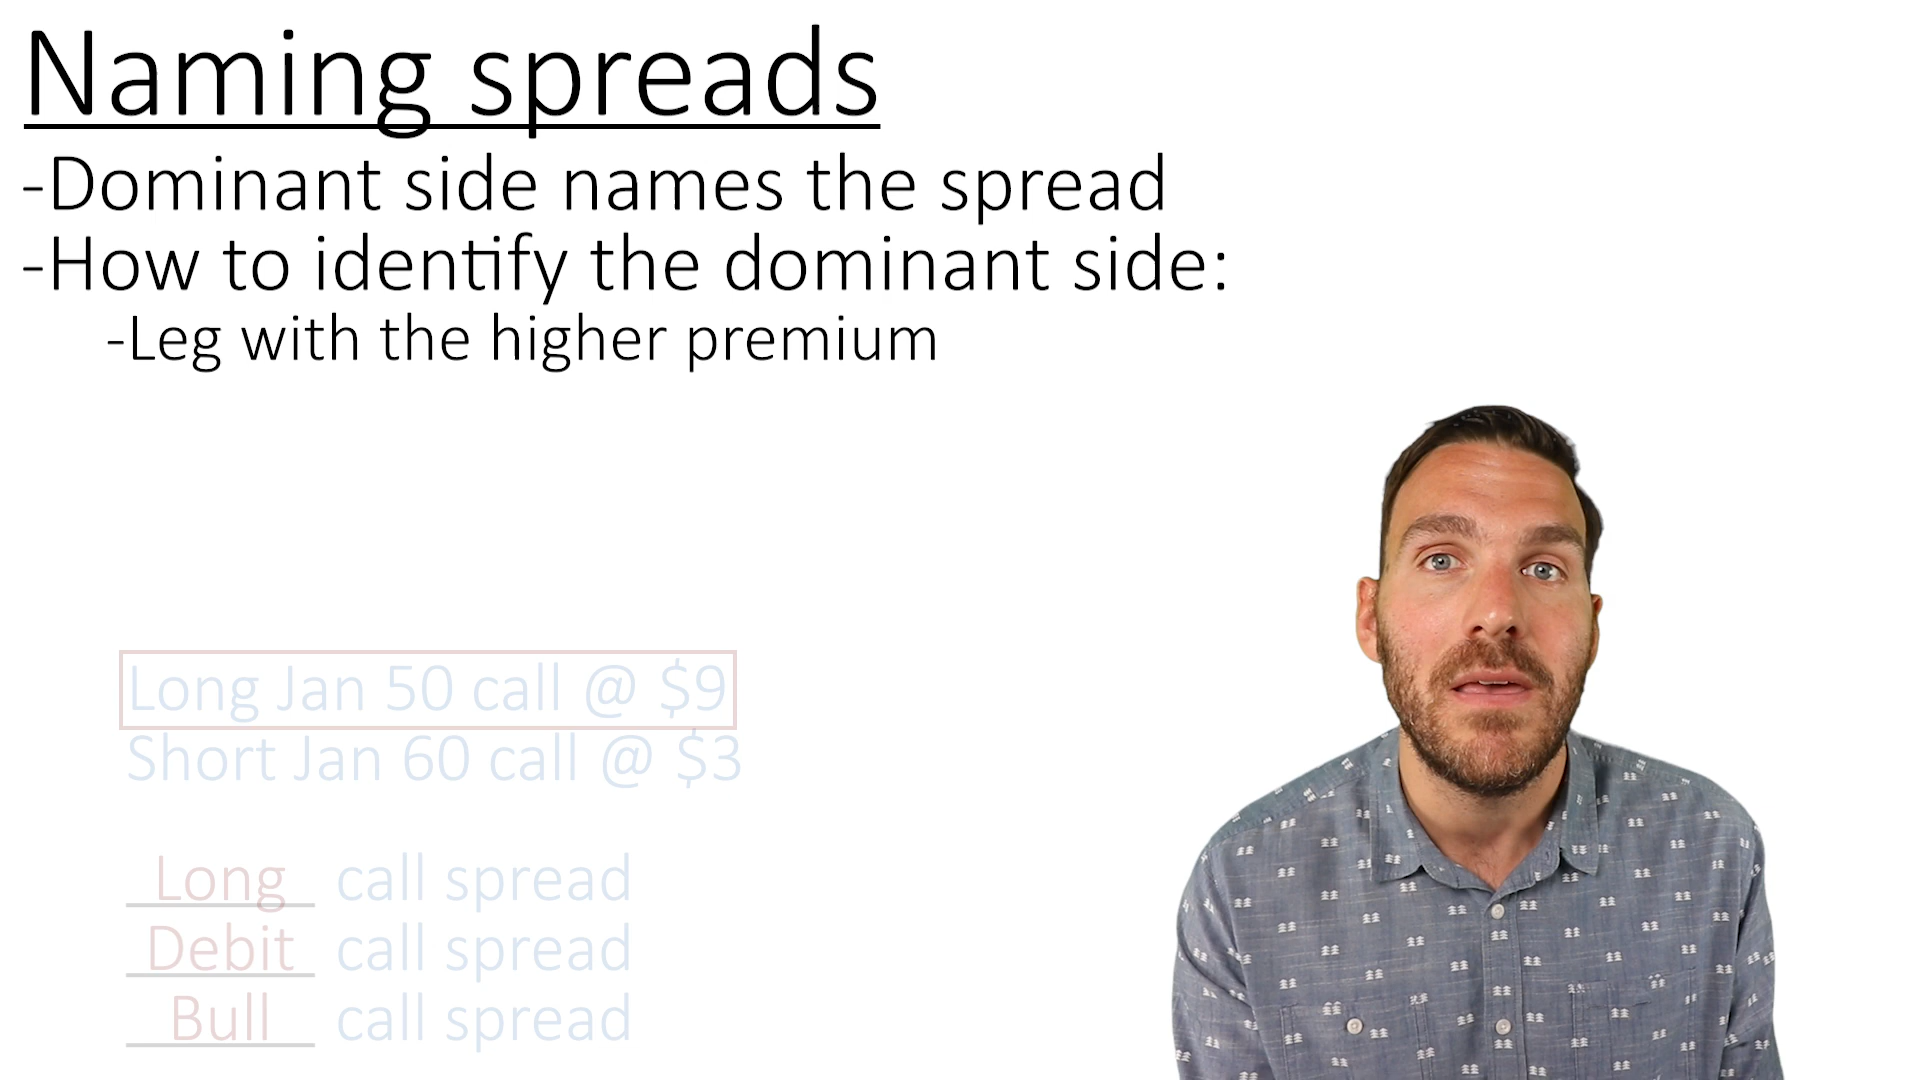 Naming spreads
-Dominant side names the spread
-How to identify the dominant side:
-Leg with the higher premium
Long Jan 50 call @ $9
Short Jan 60 call @ $3
Long call spread
Debit call spread
Bull call spread